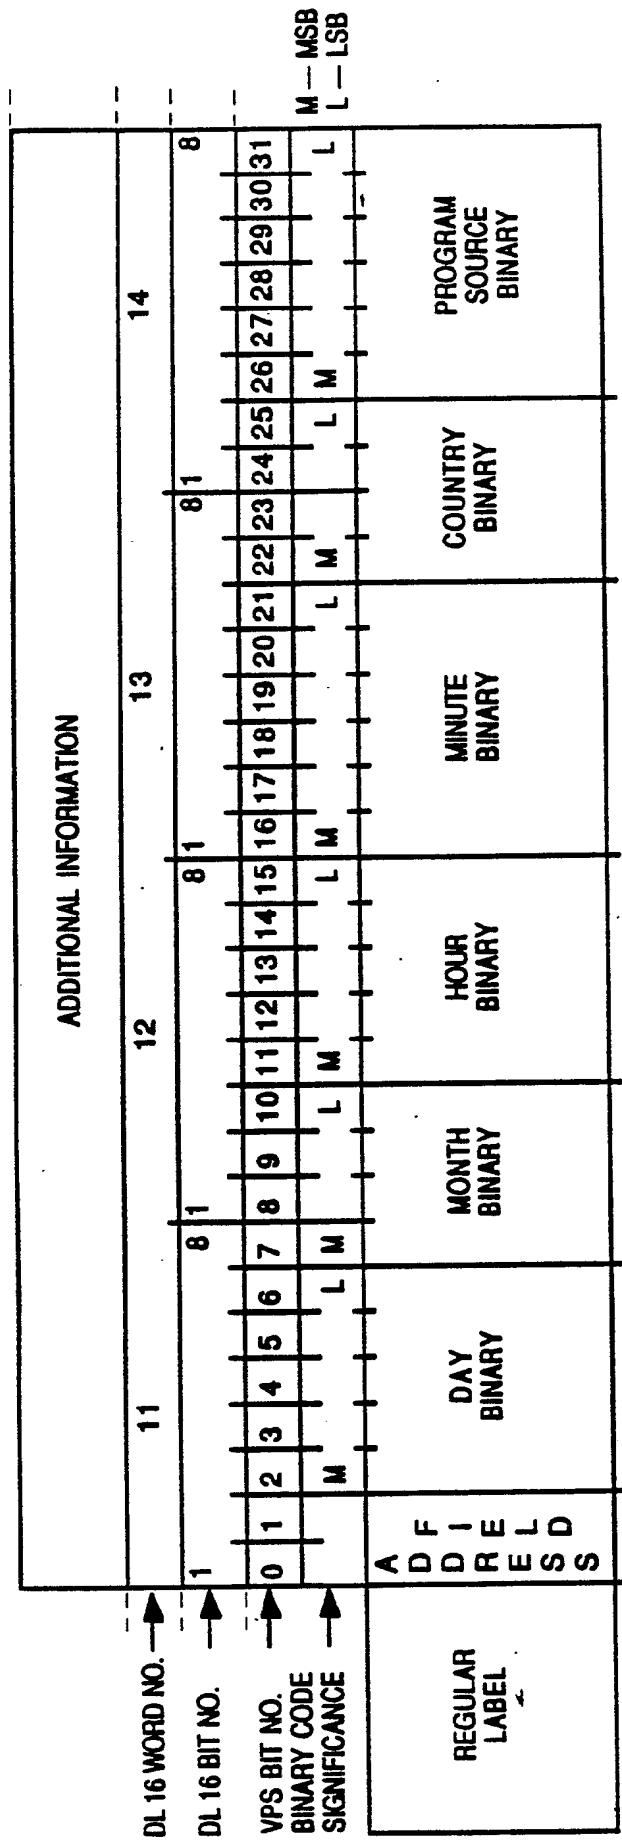 ADDITIONAL INFORMATION
DL 16 WORD NO. 11 12 13 14
DL 16 BIT NO. 1 8 1 8 1 8 1 8
VPS BIT NO. 0 1 2 3 4 5 6 7 8 9 10 11 12 13 14 15 16 17 18 19 20 21 22 23 24 25 26 27 28 29 30 31
BINARY CODE
SIGNIFICANCE M L M L M L M L M L M L
M — MSB
L — LSB
REGULAR
LABEL
ADDRESS
FIELD
DAY
BINARY
MONTH
BINARY
HOUR
BINARY
MINUTE
BINARY
COUNTRY
BINARY
PROGRAM
SOURCE
BINARY